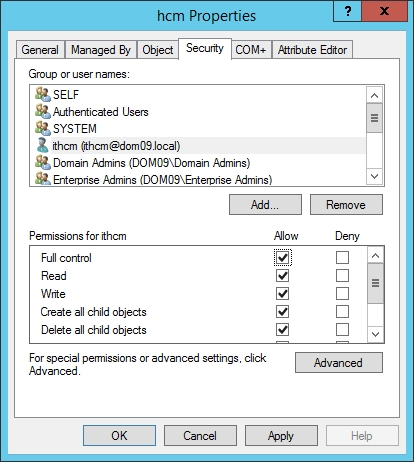 hcm Properties
?
General
Managed By
Object
Security
COM+
Attribute Editor
Group or user names:
SELF
Authenticated Users
SYSTEM
ithcm (ithcm@dom09.local)
Domain Admins (DOM09\Domain Admins)
Enterprise Admins (DOM09\Enterprise Admins)
Add...
Remove
Permissions for ithcm
Allow
Deny
Full control
Read
Write
Create all child objects
Delete all child objects
For special permissions or advanced settings, click
Advanced.
Advanced
OK
Cancel
Apply
Help